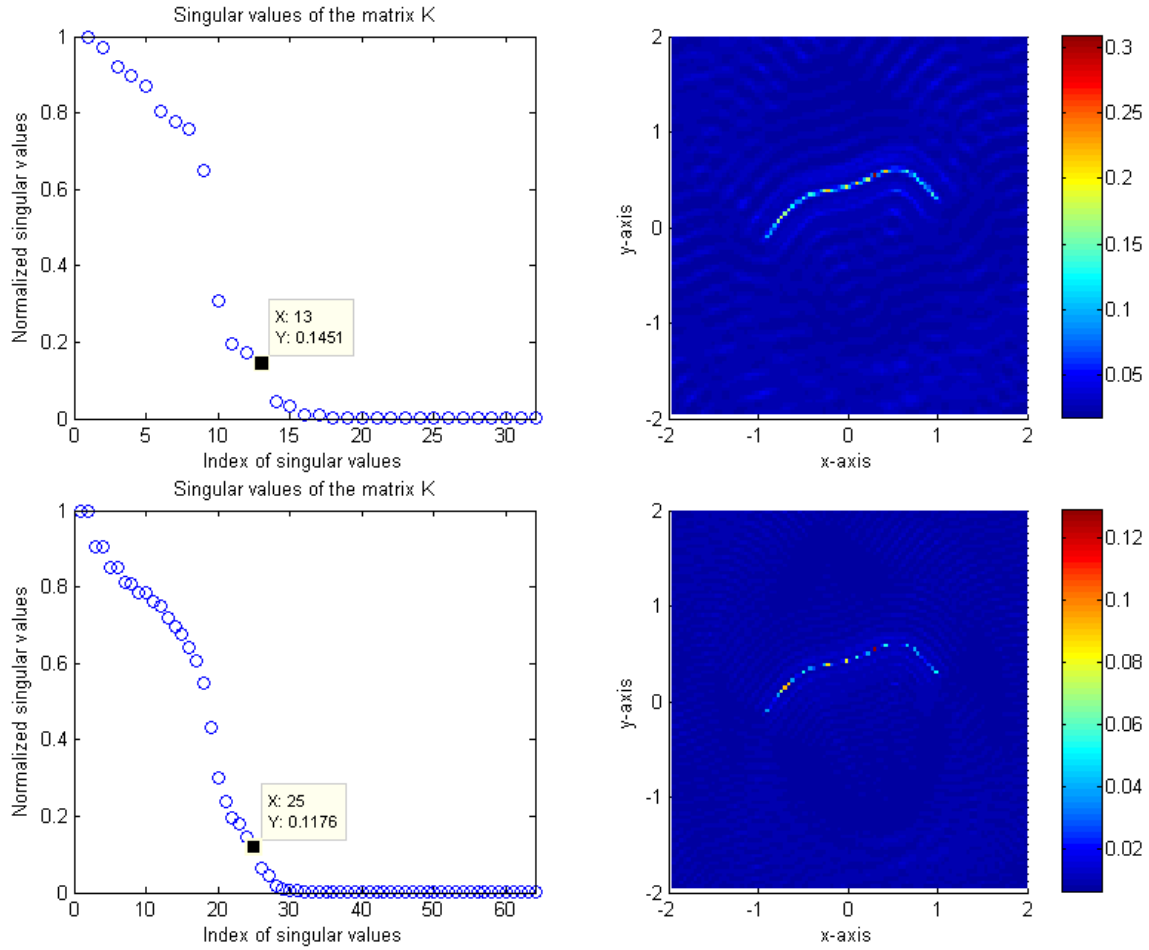 Singular values of the matrix K
Normalized singular values
1
0.8
0.6
0.4
0.2
0
X: 13
Y: 0.1451
0 5 10 15 20 25 30
Index of singular values
y-axis
2
1
0
-1
-2
-2 -1 0 1 2
x-axis
0.3
0.25
0.2
0.15
0.1
0.05
Singular values of the matrix K
Normalized singular values
1
0.8
0.6
0.4
0.2
0
X: 25
Y: 0.1176
0 10 20 30 40 50 60
Index of singular values
y-axis
2
1
0
-1
-2
-2 -1 0 1 2
x-axis
0.12
0.1
0.08
0.06
0.04
0.02